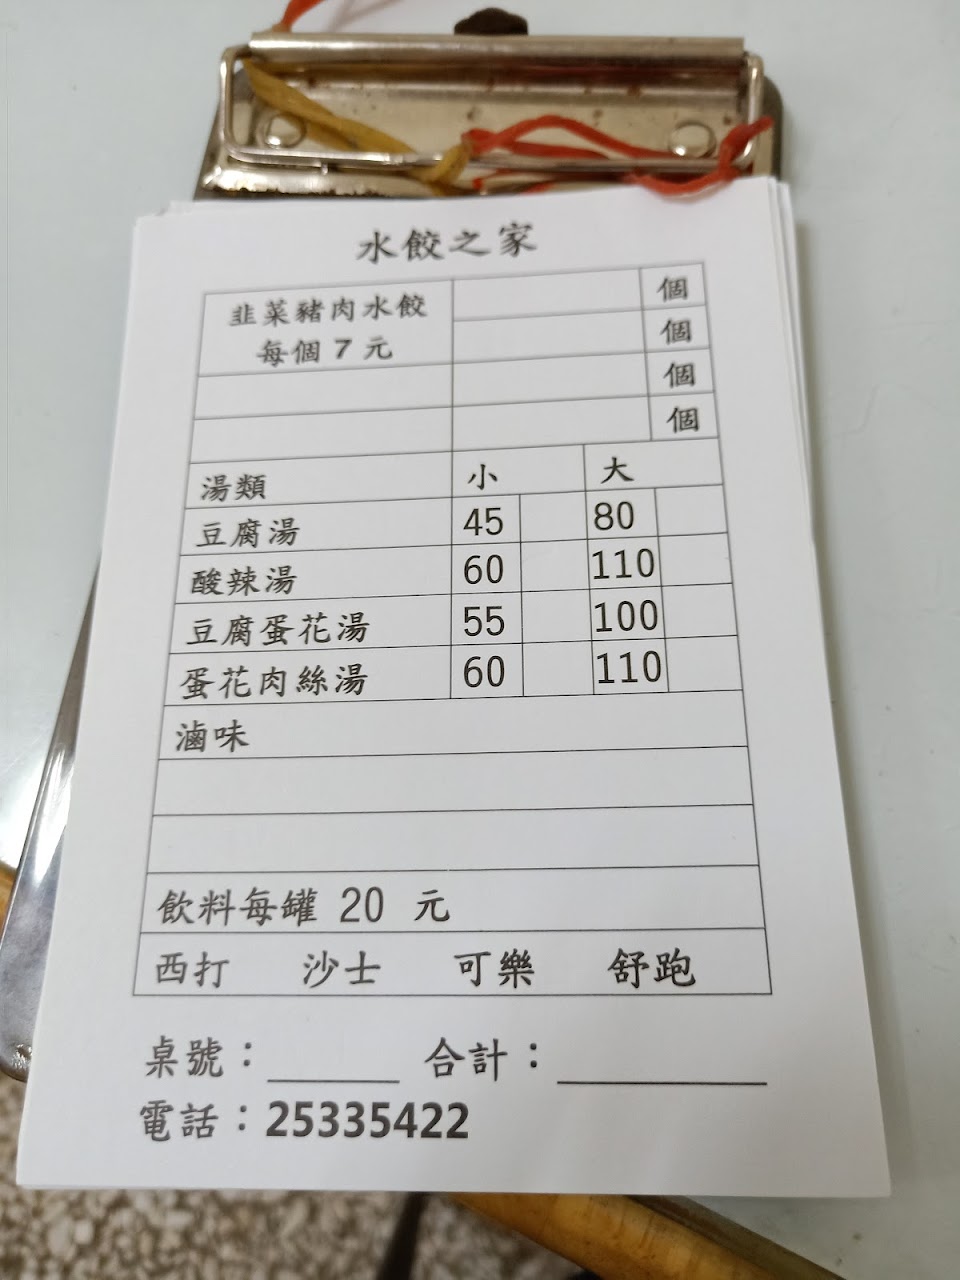 水餃之家
韭菜豬肉水餃 個
每個 7 元 個
個
個
湯類 小 大
豆腐湯 45 80
酸辣湯 60 110
豆腐蛋花湯 55 100
蛋花肉絲湯 60 110
滷味
飲料每罐 20 元
西打 沙士 可樂 舒跑
桌號：______ 合計：__________
電話：25335422